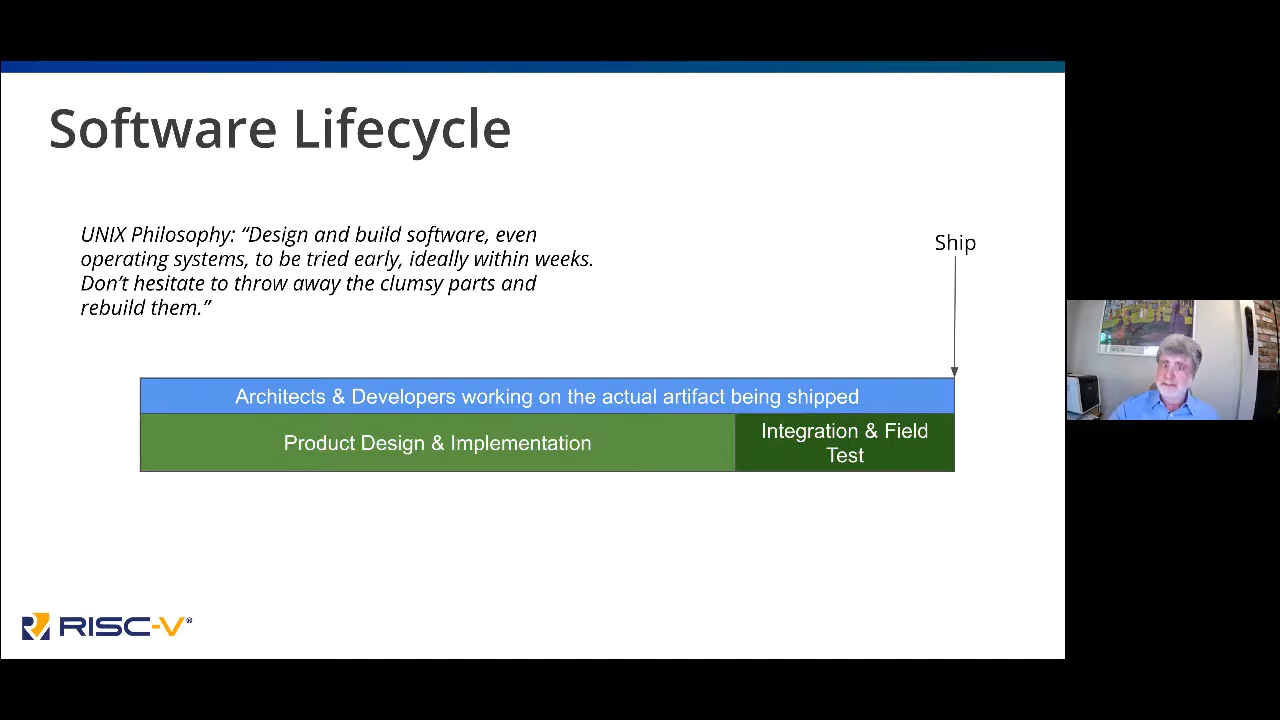 Software Lifecycle
UNIX Philosophy: “Design and build software, even
operating systems, to be tried early, ideally within weeks.
Don’t hesitate to throw away the clumsy parts and
rebuild them.”
Ship
Architects & Developers working on the actual artifact being shipped
Product Design & Implementation
Integration & Field
Test
RISC-V®